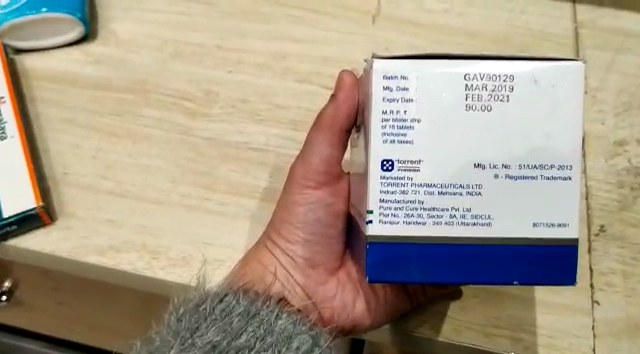 Batch No. GAV90129
Mfg. Date : MAR.2019
Expiry Date : FEB.2021
M.R.P. ₹ 90.00
per blister strip
of 15 tablets
(Inclusive
of all taxes)
torrent
PHARMA
Mfg. Lic. No. : 51/UA/SC/P-2013
® - Registered Trademark
Marketed by
TORRENT PHARMACEUTICALS LTD.
Indrad-382 721, Dist. Mehsana, INDIA.
Manufactured by :
Pure and Cure Healthcare Pvt. Ltd.
Plot No. 26A-30, Sector - 8A, IIE, SIDCUL,
Ranipur, Haridwar - 249 403 (Uttarakhand)
8071526-9091